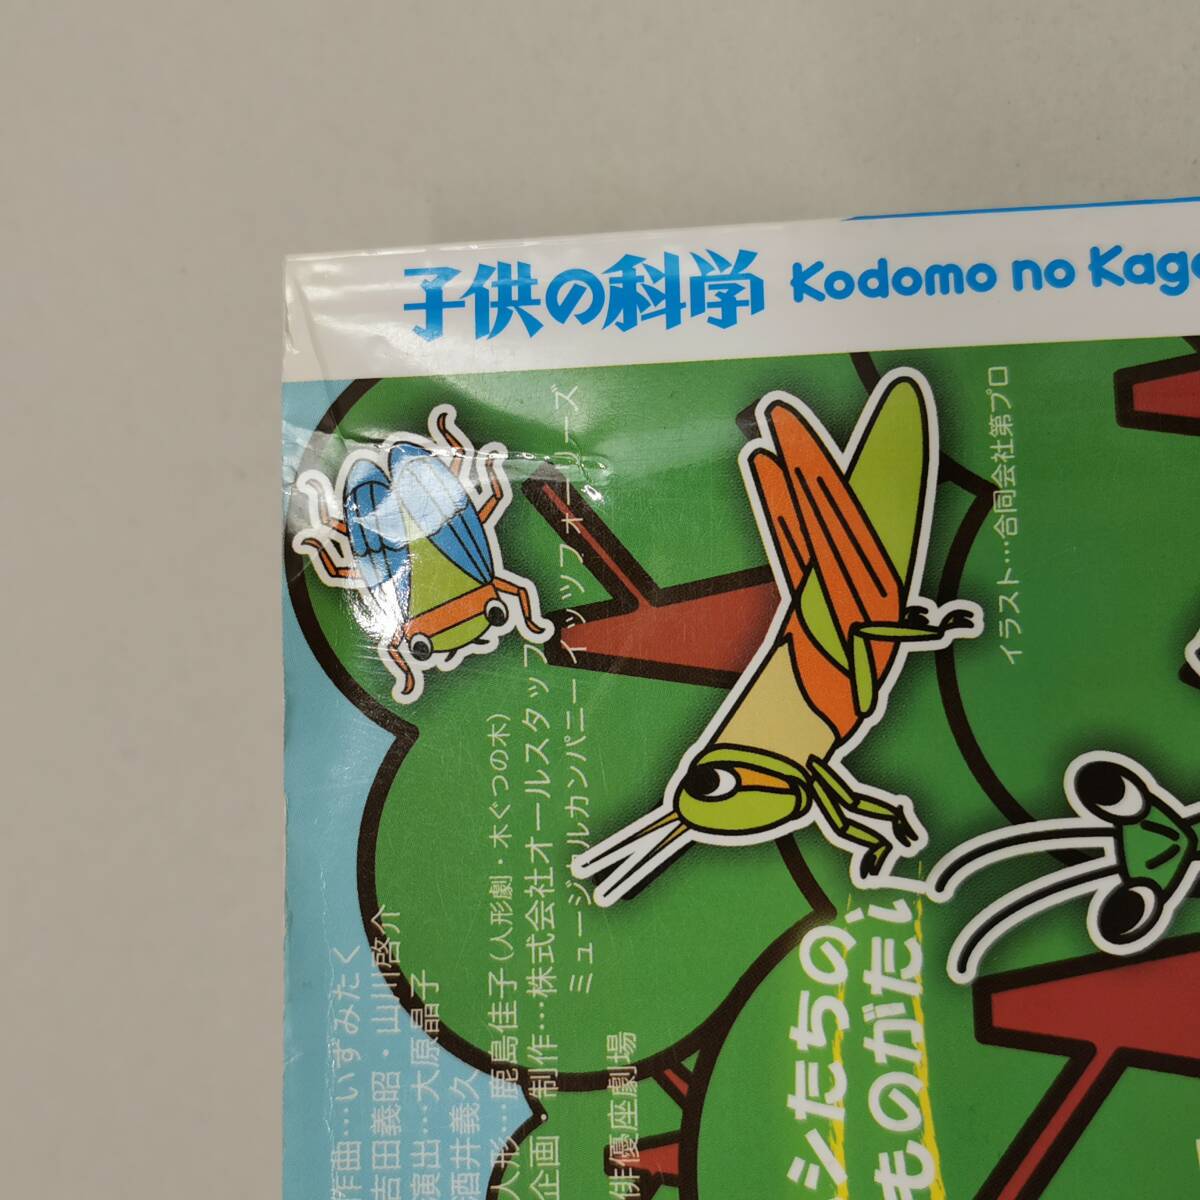 子供の科学 Kodomo no Kag
イラスト…合同会社第プロ
シたちの
ものがたり
作曲…いずみたく
吉田義昭・山川啓介
演出…大原晶子
酒井義久
人形…鹿島佳子(人形劇・木ぐつの木)
企画・制作…株式会社オールスタッフ
ミュージカルカンパニー イッツフォーリーズ
俳優座劇場